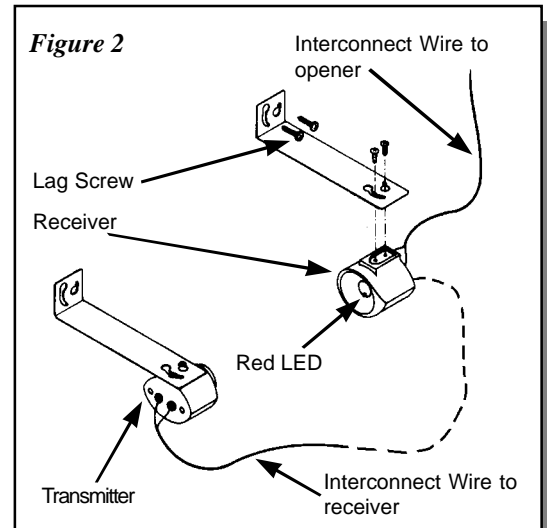 Figure 2
Interconnect Wire to
opener
Lag Screw
Receiver
Red LED
Transmitter
Interconnect Wire to
receiver